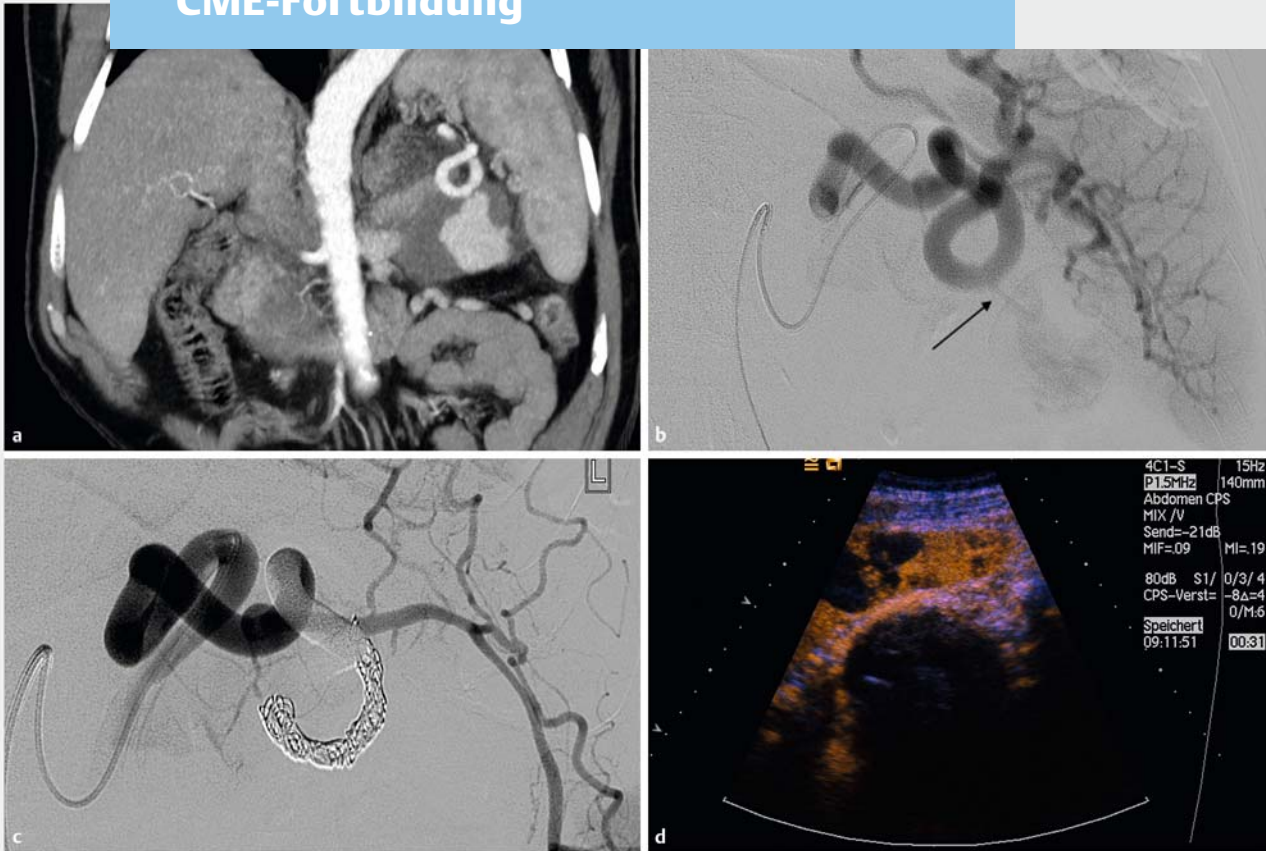 CME-Fortbildung
a
b
L
c
4C1-S 15Hz
P1.5MHz 140mm
Abdomen CPS
MIX /V
Send=-21dB
MIF=.09 MI=.19
80dB S1/ 0/3/ 4
CPS-Verst= -8Δ=4
0/M:6
Speichert
09:11:51 00:31
d